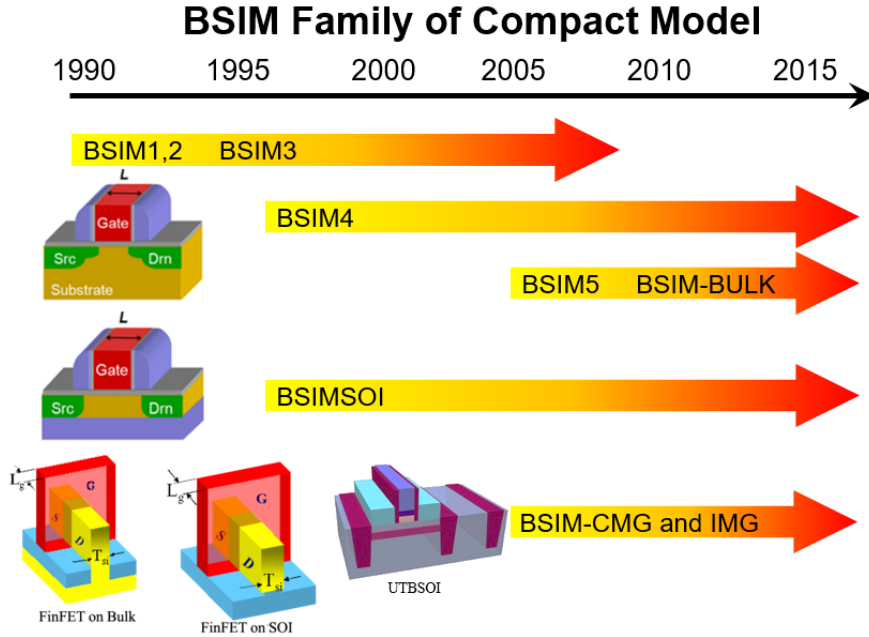 BSIM Family of Compact Model
1990 1995 2000 2005 2010 2015
BSIM1,2 BSIM3
L
Gate
Src Drn
Substrate
BSIM4
BSIM5 BSIM-BULK
L
Gate
Src Drn
BSIMSOI
Lg
G
S
D
Tsi
FinFET on Bulk
Lg
G
S
D
Tsi
FinFET on SOI
UTBSOI
BSIM-CMG and IMG